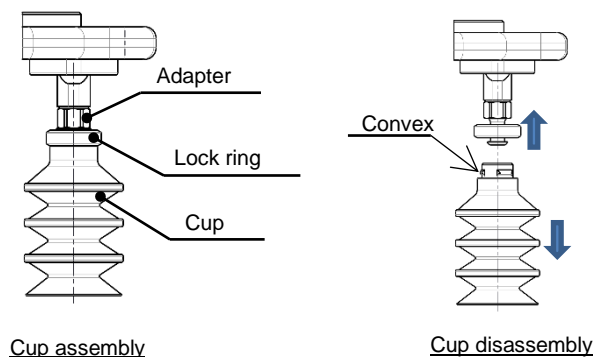 Adapter
Lock ring
Cup
Cup assembly
Convex
Cup disassembly